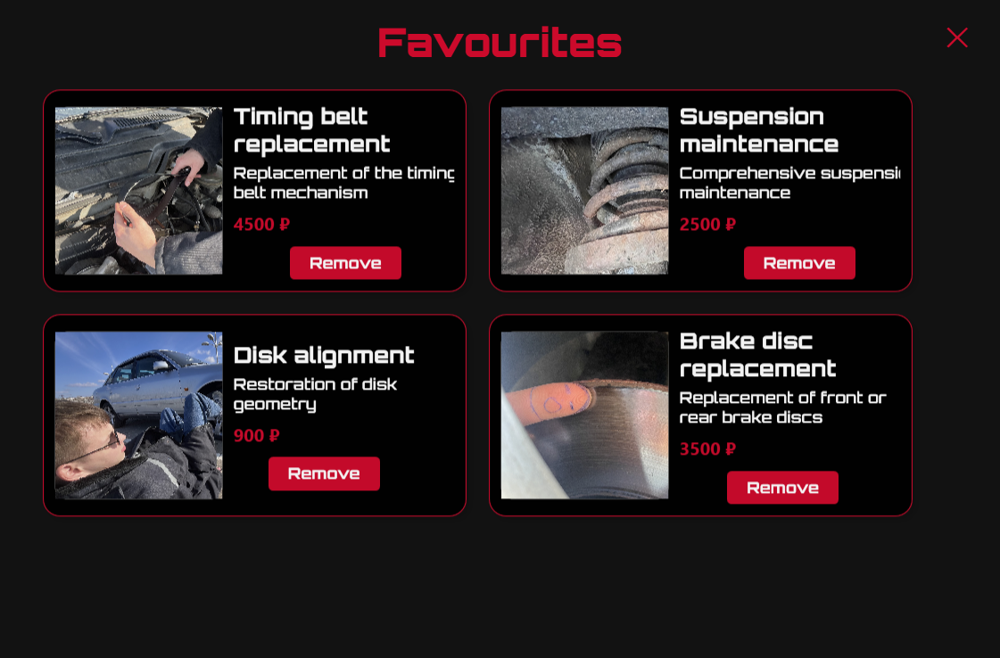 Favourites
Timing belt
replacement
Replacement of the timing
belt mechanism
4500 ₽
Remove
Suspension
maintenance
Comprehensive suspensi
maintenance
2500 ₽
Remove
Disk alignment
Restoration of disk
geometry
900 ₽
Remove
Brake disc
replacement
Replacement of front or
rear brake discs
3500 ₽
Remove